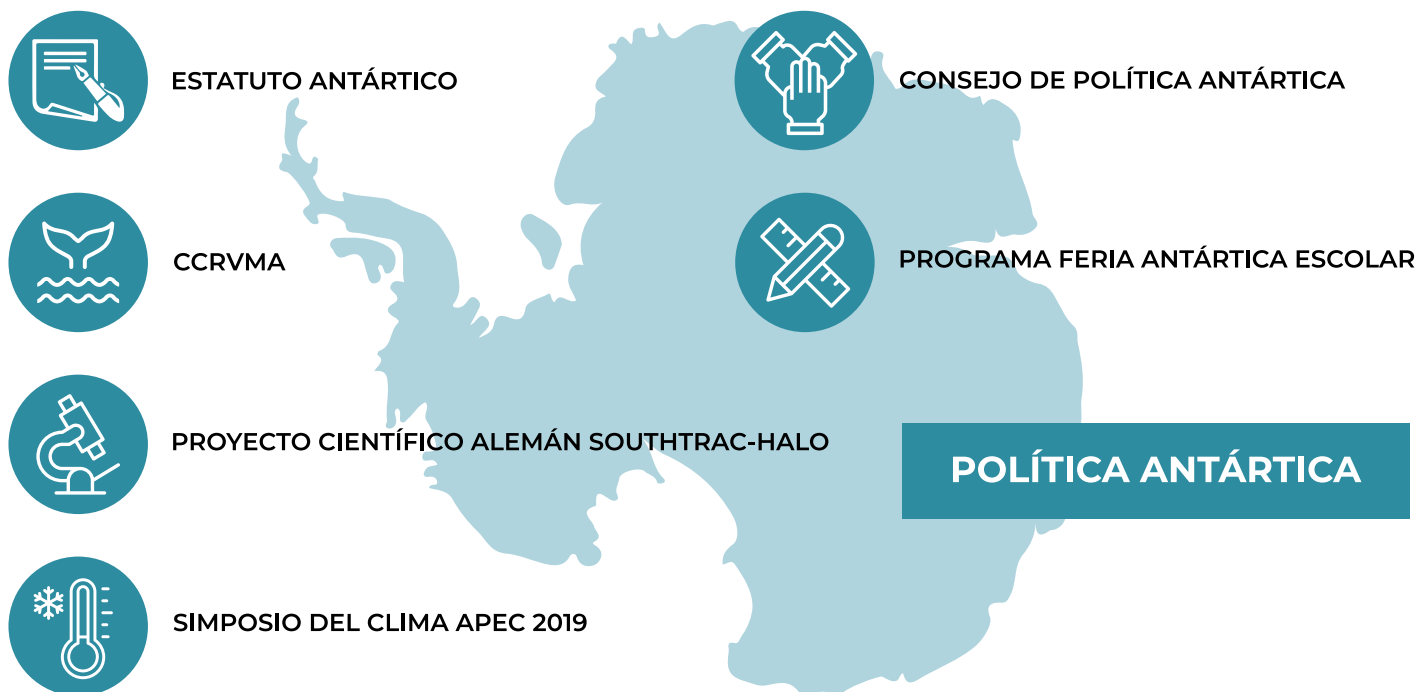 ESTATUTO ANTÁRTICO
CONSEJO DE POLÍTICA ANTÁRTICA
CCRVMA
PROGRAMA FERIA ANTÁRTICA ESCOLAR
PROYECTO CIENTÍFICO ALEMÁN SOUTHTRAC-HALO
POLÍTICA ANTÁRTICA
SIMPOSIO DEL CLIMA APEC 2019